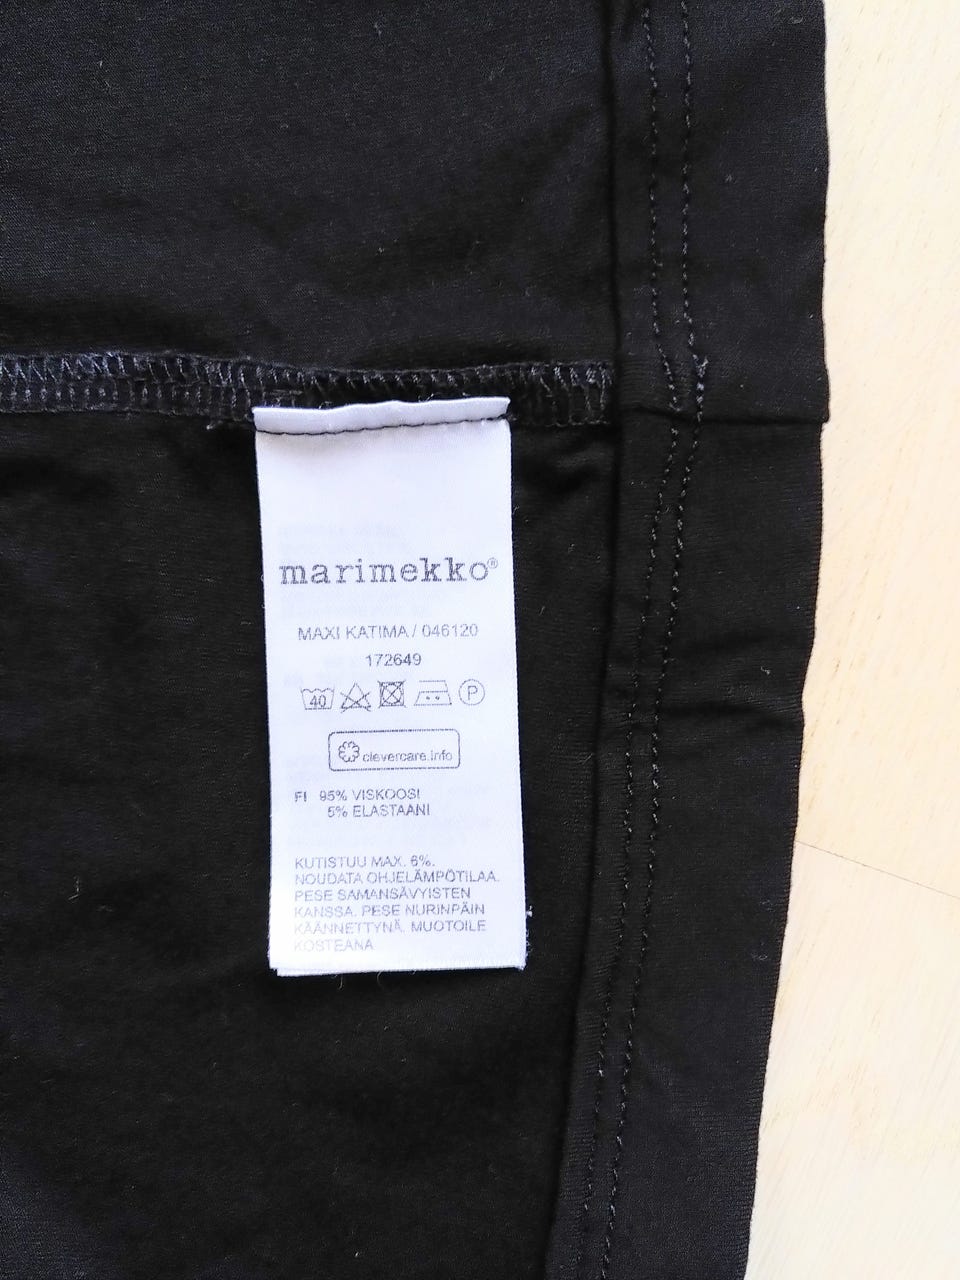 marimekko®
MAXI KATIMA / 046120
172649
40 P
clevercare.info
FI 95% VISKOOSI
5% ELASTAANI
KUTISTUU MAX. 6%.
NOUDATA OHJELÄMPÖTILAA.
PESE SAMANSÄVYISTEN
KANSSA. PESE NURINPÄIN
KÄÄNNETTYNÄ. MUOTOILE
KOSTEANA